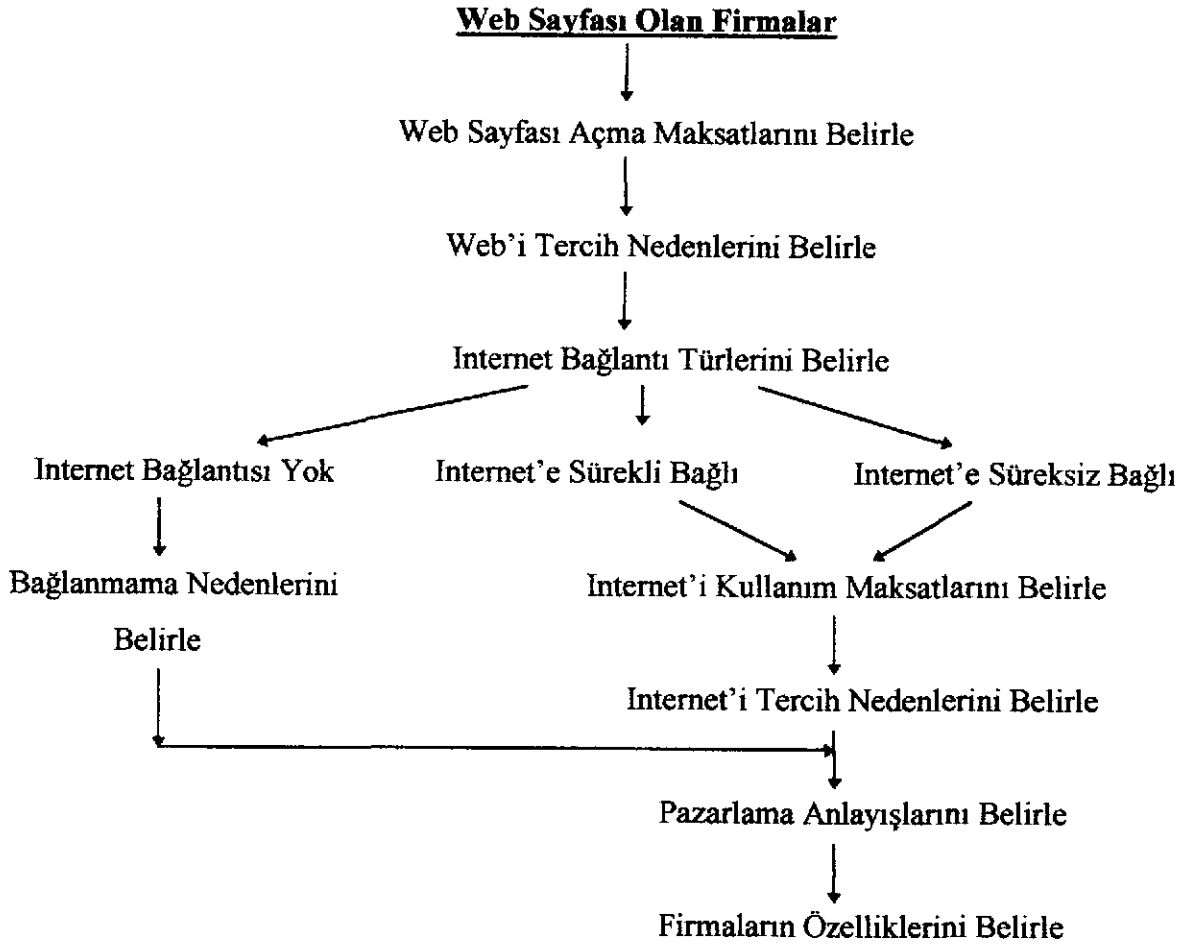 Web Sayfası Olan Firmalar
Web Sayfası Açma Maksatlarını Belirle
Web'i Tercih Nedenlerini Belirle
Internet Bağlantı Türlerini Belirle
Internet Bağlantısı Yok
Internet'e Sürekli Bağlı
Internet'e Süreksiz Bağlı
Bağlanmama Nedenlerini
Belirle
Internet'i Kullanım Maksatlarını Belirle
Internet'i Tercih Nedenlerini Belirle
Pazarlama Anlayışlarını Belirle
Firmaların Özelliklerini Belirle